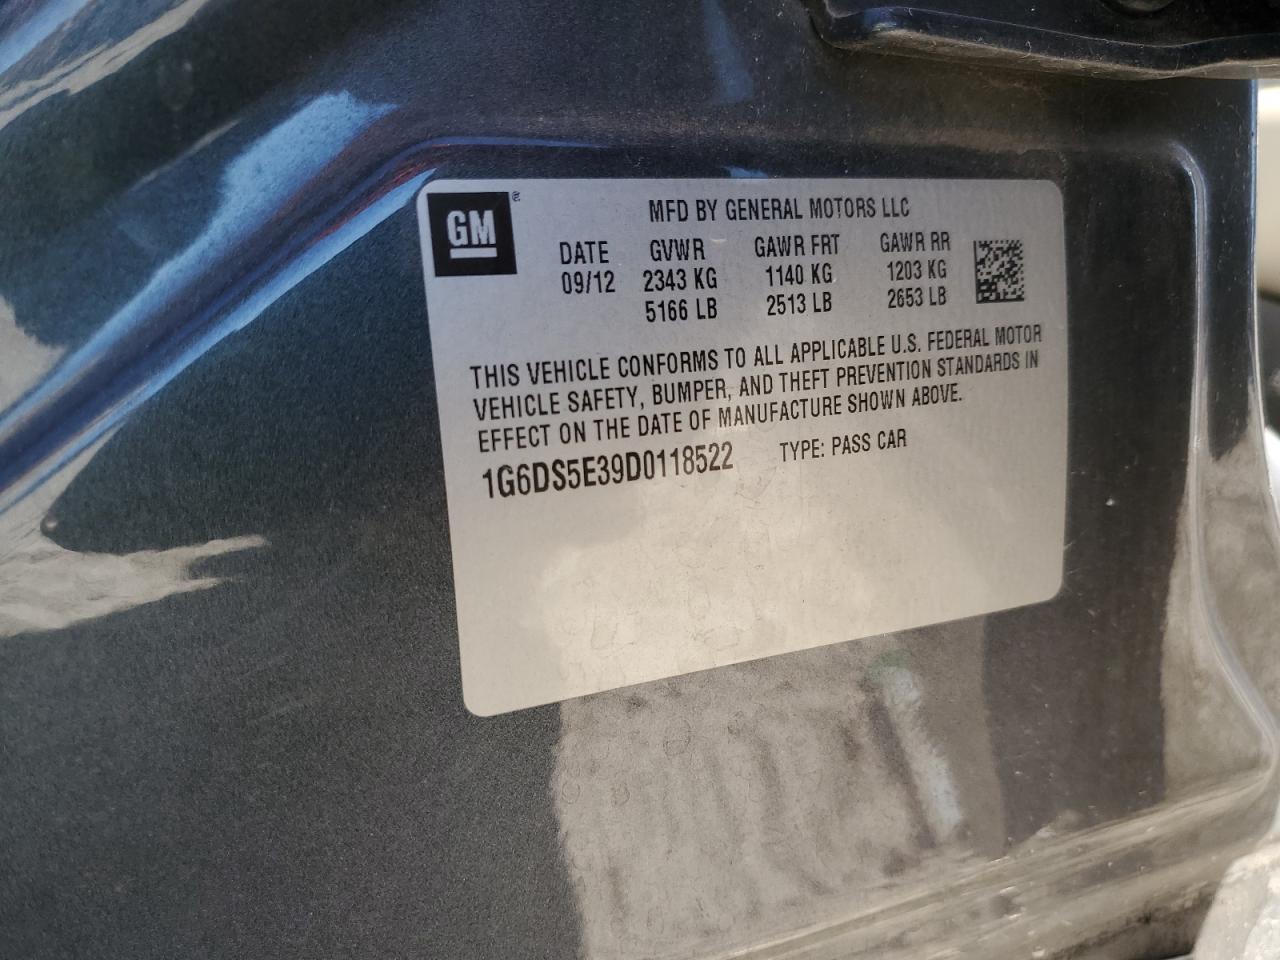 GM®
MFD BY GENERAL MOTORS LLC
DATE GVWR GAWR FRT GAWR RR
09/12 2343 KG 1140 KG 1203 KG
5166 LB 2513 LB 2653 LB
THIS VEHICLE CONFORMS TO ALL APPLICABLE U.S. FEDERAL MOTOR
VEHICLE SAFETY, BUMPER, AND THEFT PREVENTION STANDARDS IN
EFFECT ON THE DATE OF MANUFACTURE SHOWN ABOVE.
1G6DS5E39D0118522 TYPE: PASS CAR